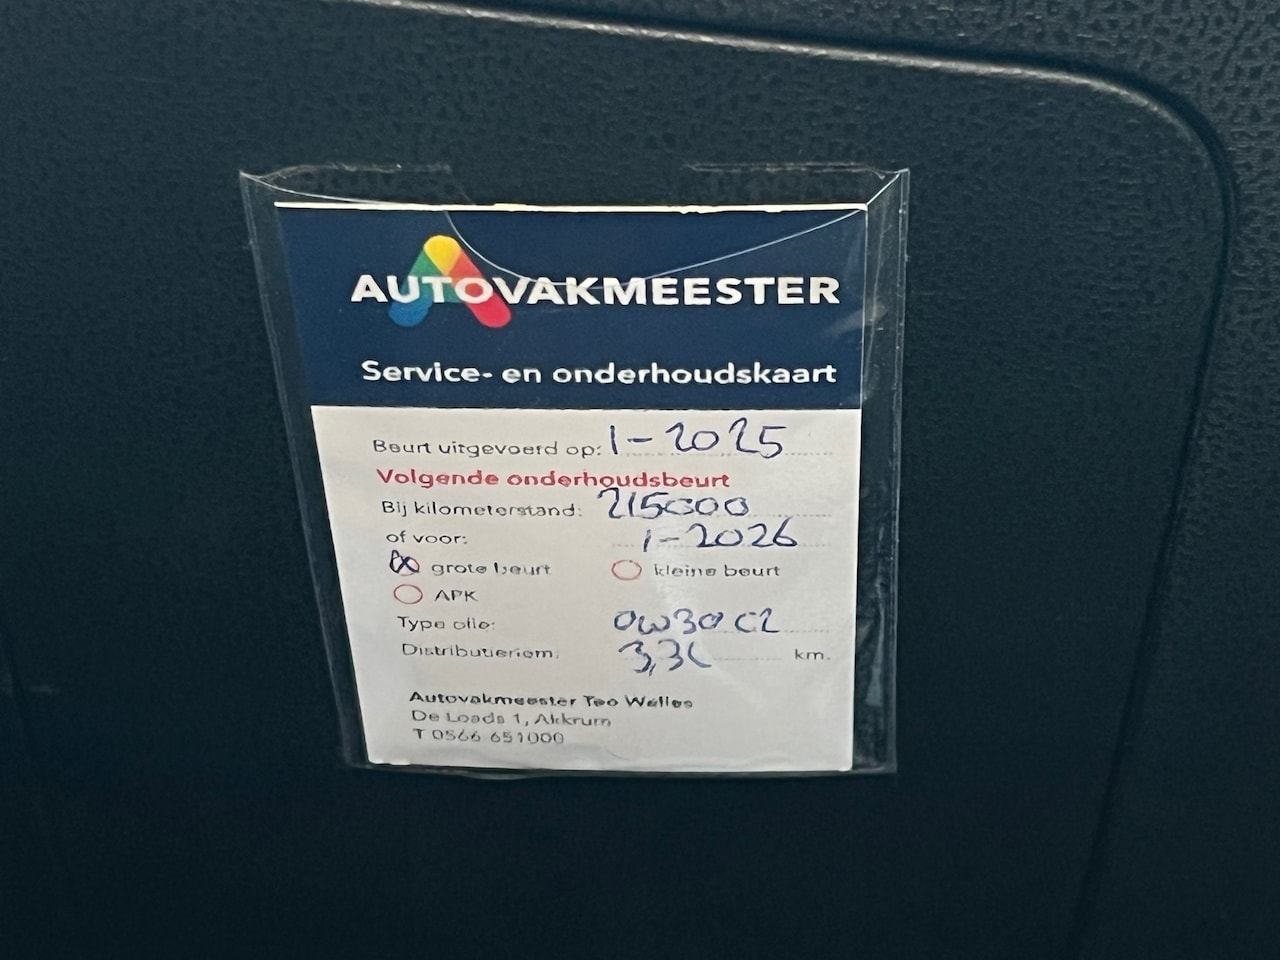 AUTOVAKMEESTER
Service- en onderhoudskaart
Beurt uitgevoerd op: 1-2025
Volgende onderhoudsbeurt
Bij kilometerstand: 215000
of voor: 1-2026
grote beurt kleine beurt
APK
Type olie: 0W30 C2
Distributieriem: 3,3L km.
Autovakmeester Teo Welles
De Loads 1, Akkrum
T 0566 651000